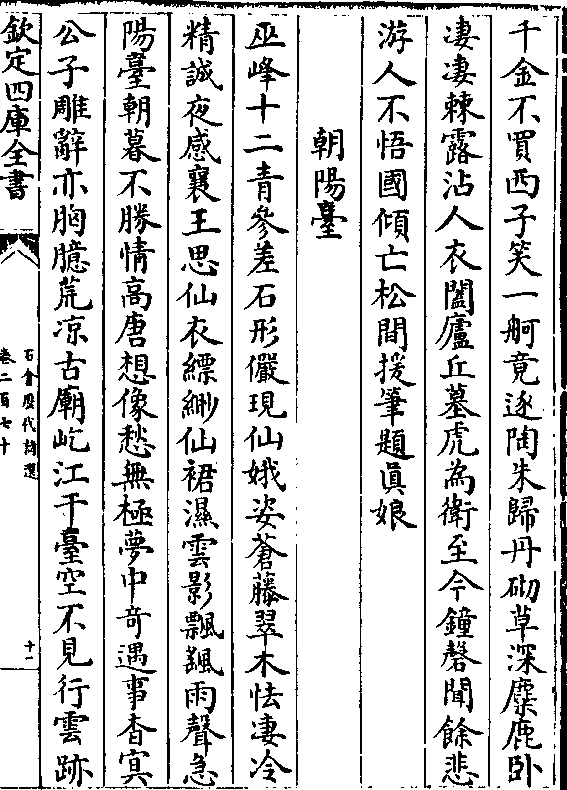 千金不買西子笑一舸竟逐陶朱歸丹砌草深麋鹿卧
凄凄棘露沾人衣闔廬丘墓虎為衛至今鐘磬聞餘悲
游人不悟國傾亡松間援筆題真娘
朝陽臺
巫峰十二青參差石形儼現仙娥姿蒼藤翠木怯凄冷
精誠夜感襄王思仙衣縹緲仙裙濕雲影飄颻雨聲急
陽臺朝暮不勝情高唐想像愁無極夢中奇遇事杳冥
公子雕辭亦胸臆荒凉古廟屹江干臺空不見行雲跡
欽定四庫全書
石倉歷代詩選
卷二百七十
十一